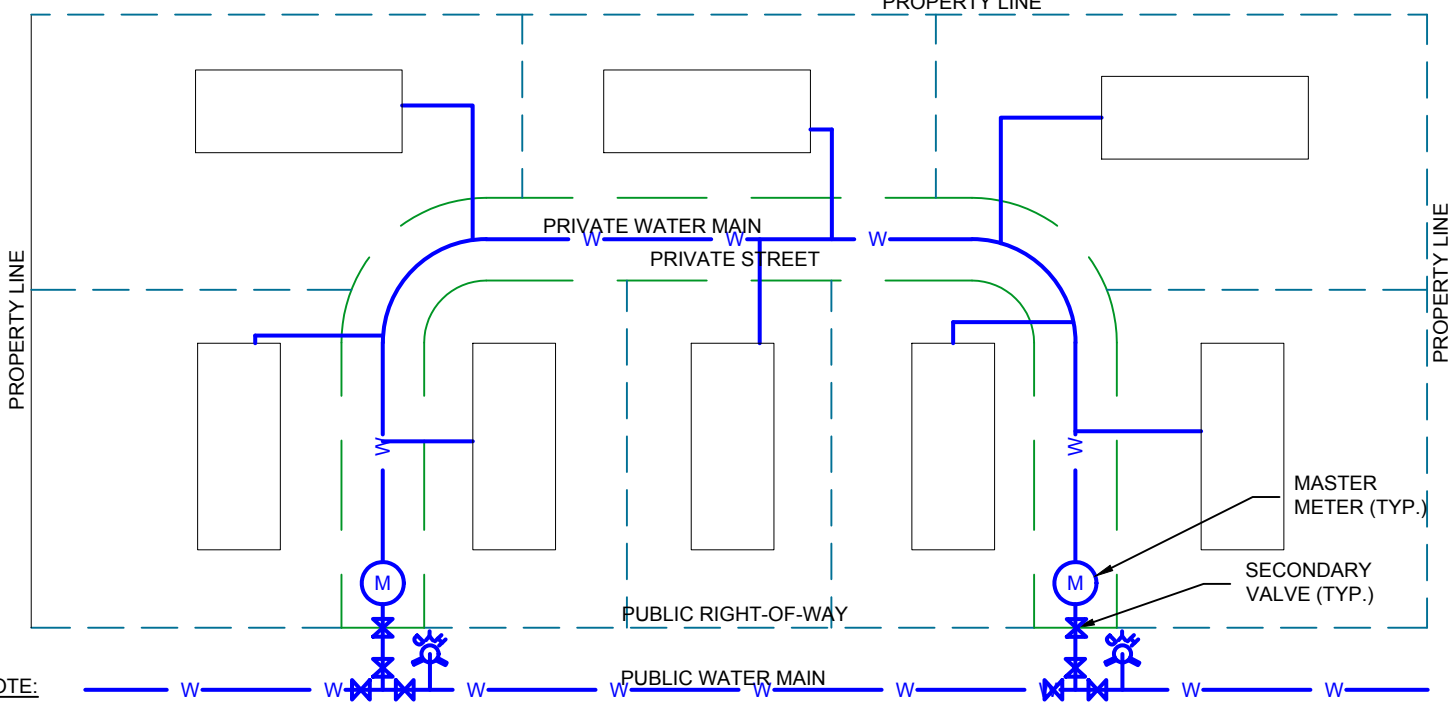 PROPERTY LINE
PRIVATE WATER MAIN
W W W
PRIVATE STREET
PROPERTY LINE
PROPERTY LINE
W
W
MASTER
METER (TYP.)
M
M
SECONDARY
VALVE (TYP.)
PUBLIC RIGHT-OF-WAY
PUBLIC WATER MAIN
OTE:
W W W W W W W W W